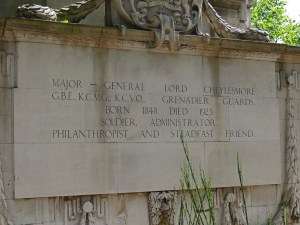 MAJOR – GENERAL LORD CHEYLESMORE
G.B.E., K.C.M.G., K.C.V.O., GRENADIER GUARDS.
BORN 1848 DIED 1925
SOLDIER, ADMINISTRATOR,
PHILANTHROPIST, AND STEADFAST FRIEND.